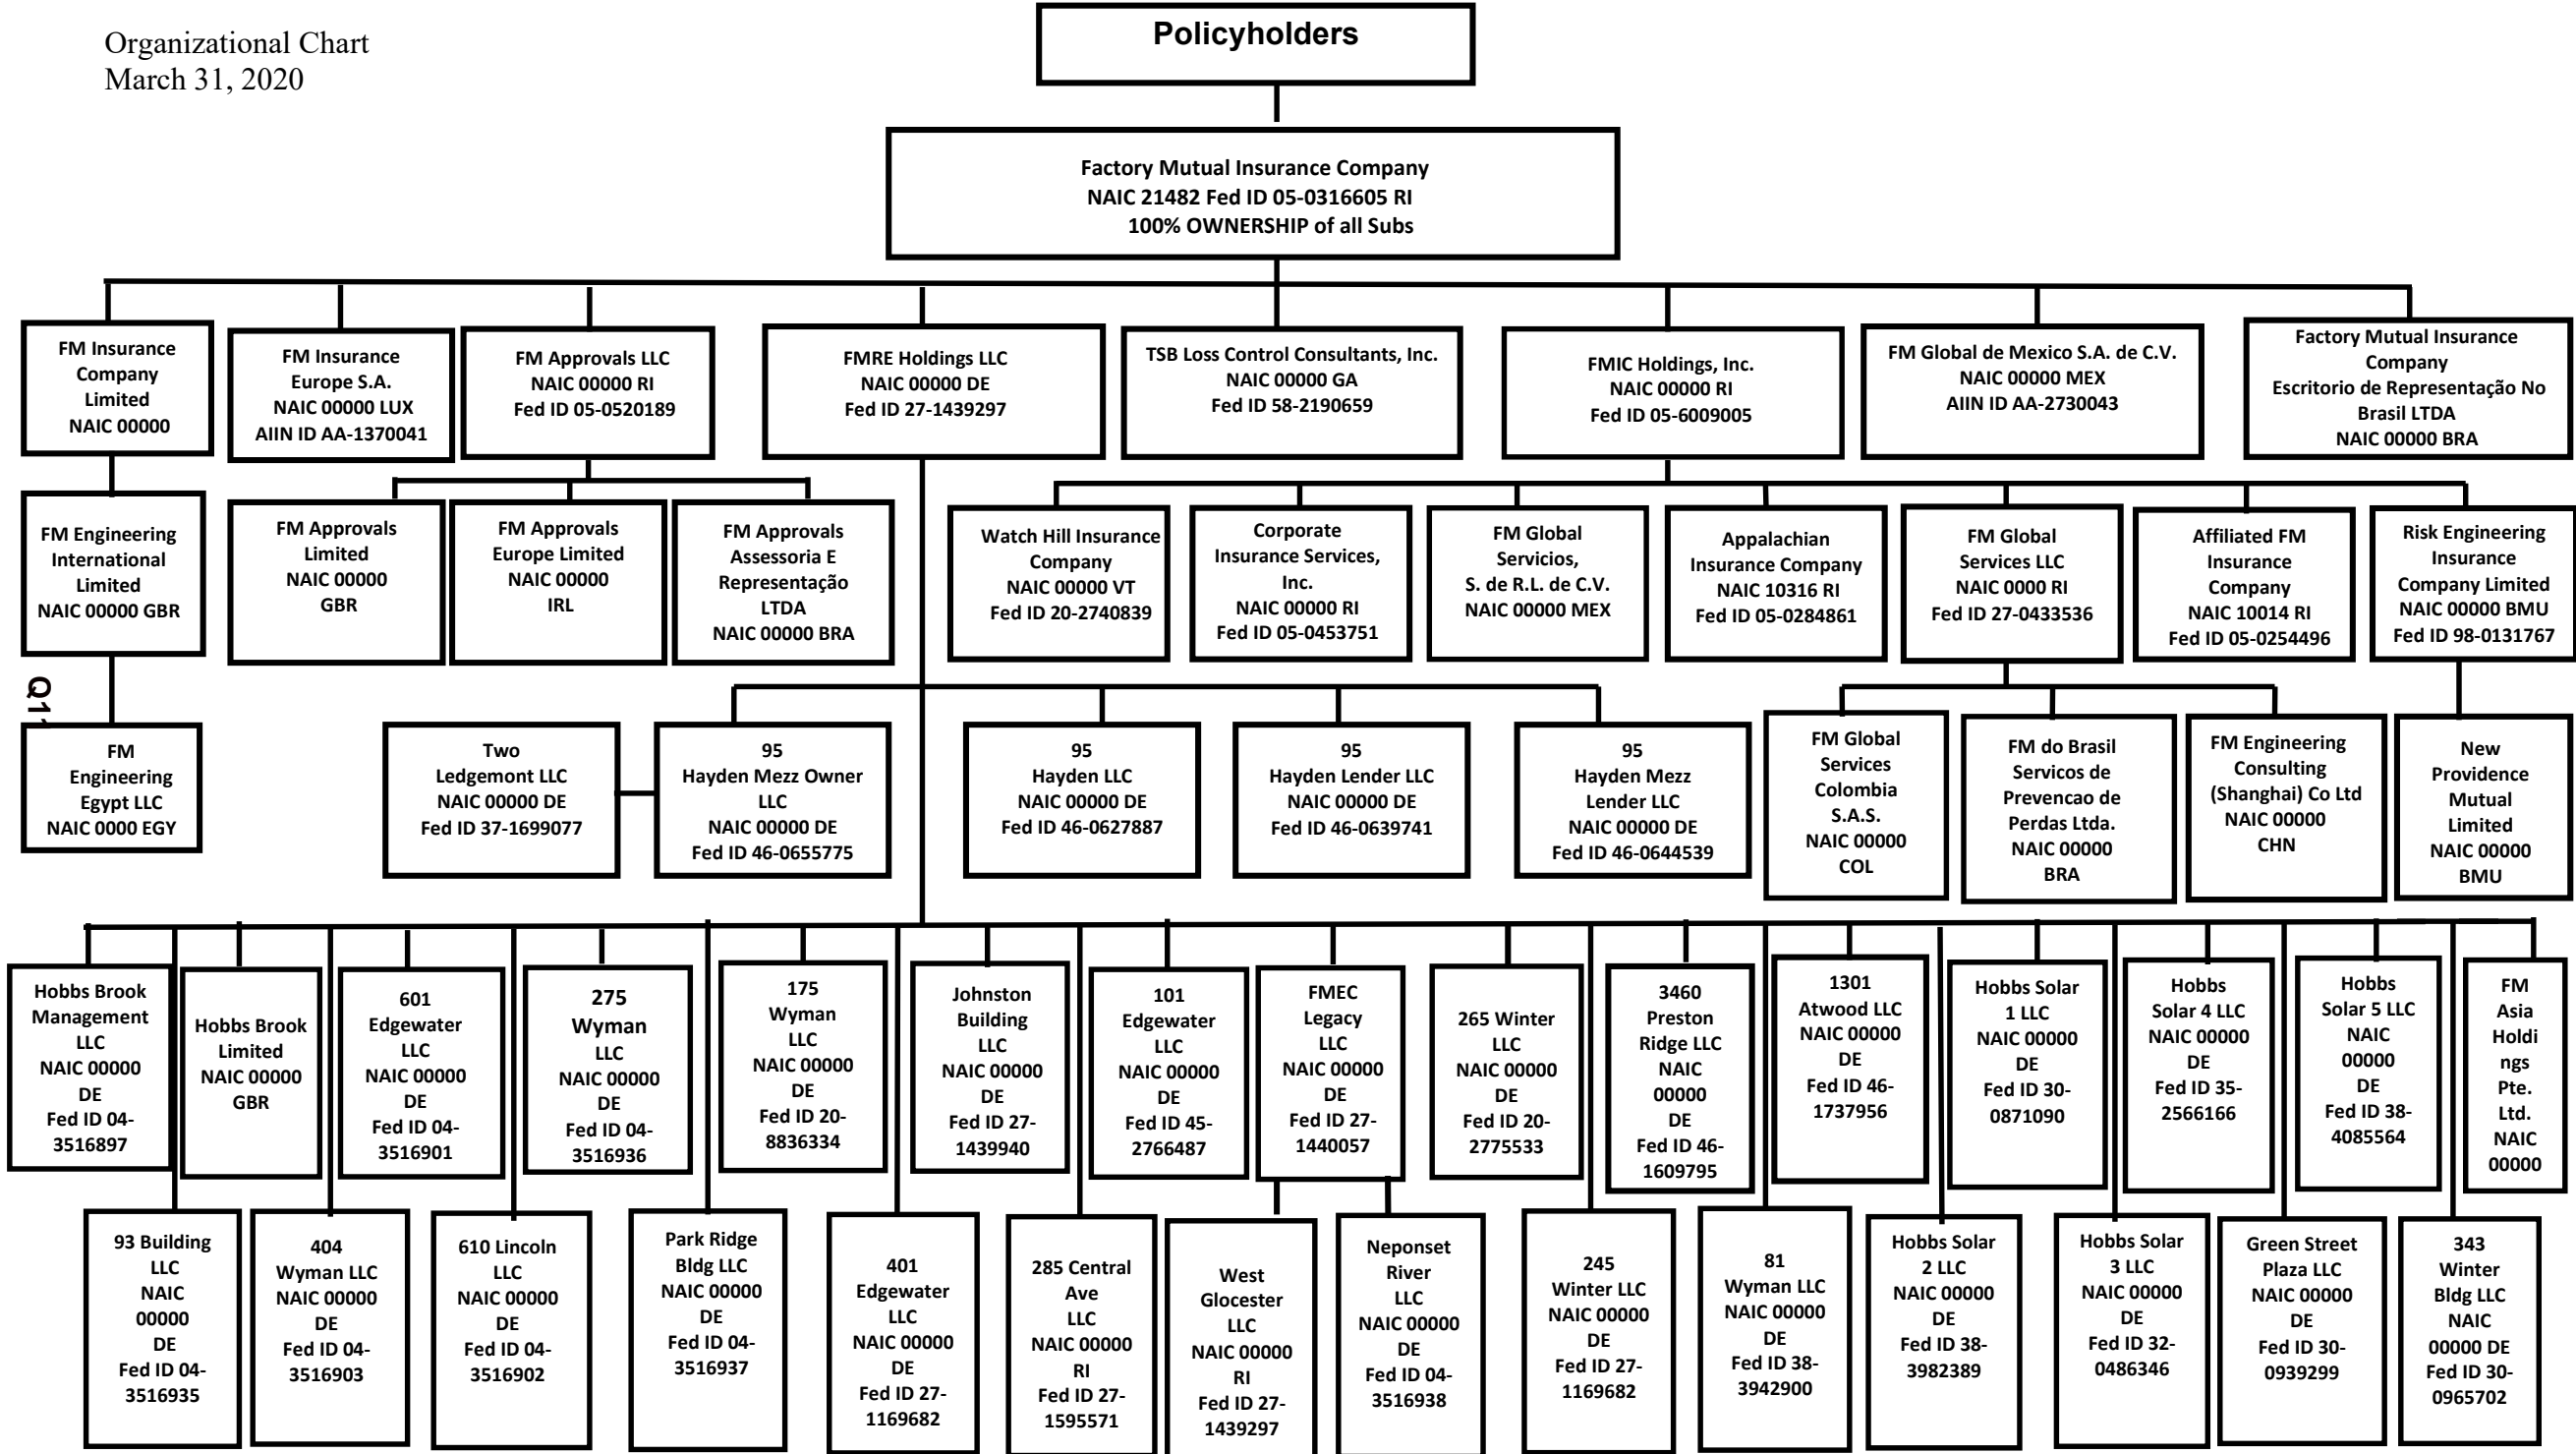 Organizational Chart
March 31, 2020
Policyholders
Factory Mutual Insurance Company
NAIC 21482 Fed ID 05-0316605 RI
100% OWNERSHIP of all Subs
FM Insurance
Company
Limited
NAIC 00000
FM Insurance
Europe S.A.
NAIC 00000 LUX
AIIN ID AA-1370041
FM Approvals LLC
NAIC 00000 RI
Fed ID 05-0520189
FMRE Holdings LLC
NAIC 00000 DE
Fed ID 27-1439297
TSB Loss Control Consultants, Inc.
NAIC 00000 GA
Fed ID 58-2190659
FMIC Holdings, Inc.
NAIC 00000 RI
Fed ID 05-6009005
FM Global de Mexico S.A. de C.V.
NAIC 00000 MEX
AIIN ID AA-2730043
Factory Mutual Insurance
Company
Escritorio de Representação No
Brasil LTDA
NAIC 00000 BRA
FM Engineering
International
Limited
NAIC 00000 GBR
FM Approvals
Limited
NAIC 00000
GBR
FM Approvals
Europe Limited
NAIC 00000
IRL
FM Approvals
Assessoria E
Representação
LTDA
NAIC 00000 BRA
Watch Hill Insurance
Company
NAIC 00000 VT
Fed ID 20-2740839
Corporate
Insurance Services,
Inc.
NAIC 00000 RI
Fed ID 05-0453751
FM Global
Servicios,
S. de R.L. de C.V.
NAIC 00000 MEX
Appalachian
Insurance Company
NAIC 10316 RI
Fed ID 05-0284861
FM Global
Services LLC
NAIC 0000 RI
Fed ID 27-0433536
Affiliated FM
Insurance
Company
NAIC 10014 RI
Fed ID 05-0254496
Risk Engineering
Insurance
Company Limited
NAIC 00000 BMU
Fed ID 98-0131767
Q1
FM
Engineering
Egypt LLC
NAIC 0000 EGY
Two
Ledgemont LLC
NAIC 00000 DE
Fed ID 37-1699077
95
Hayden Mezz Owner
LLC
NAIC 00000 DE
Fed ID 46-0655775
95
Hayden LLC
NAIC 00000 DE
Fed ID 46-0627887
95
Hayden Lender LLC
NAIC 00000 DE
Fed ID 46-0639741
95
Hayden Mezz
Lender LLC
NAIC 00000 DE
Fed ID 46-0644539
FM Global
Services
Colombia
S.A.S.
NAIC 00000
COL
FM do Brasil
Servicos de
Prevencao de
Perdas Ltda.
NAIC 00000
BRA
FM Engineering
Consulting
(Shanghai) Co Ltd
NAIC 00000
CHN
New
Providence
Mutual
Limited
NAIC 00000
BMU
Hobbs Brook
Management
LLC
NAIC 00000
DE
Fed ID 04-
3516897
Hobbs Brook
Limited
NAIC 00000
GBR
601
Edgewater
LLC
NAIC 00000
DE
Fed ID 04-
3516901
275
Wyman
LLC
NAIC 00000
DE
Fed ID 04-
3516936
175
Wyman
LLC
NAIC 00000
DE
Fed ID 20-
8836334
Johnston
Building
LLC
NAIC 00000
DE
Fed ID 27-
1439940
101
Edgewater
LLC
NAIC 00000
DE
Fed ID 45-
2766487
FMEC
Legacy
LLC
NAIC 00000
DE
Fed ID 27-
1440057
265 Winter
LLC
NAIC 00000
DE
Fed ID 20-
2775533
3460
Preston
Ridge LLC
NAIC
00000
DE
Fed ID 46-
1609795
1301
Atwood LLC
NAIC 00000
DE
Fed ID 46-
1737956
Hobbs Solar
1 LLC
NAIC 00000
DE
Fed ID 30-
0871090
Hobbs
Solar 4 LLC
NAIC 00000
DE
Fed ID 35-
2566166
Hobbs
Solar 5 LLC
NAIC
00000
DE
Fed ID 38-
4085564
FM
Asia
Holdi
ngs
Pte.
Ltd.
NAIC
00000
93 Building
LLC
NAIC
00000
DE
Fed ID 04-
3516935
404
Wyman LLC
NAIC 00000
DE
Fed ID 04-
3516903
610 Lincoln
LLC
NAIC 00000
DE
Fed ID 04-
3516902
Park Ridge
Bldg LLC
NAIC 00000
DE
Fed ID 04-
3516937
401
Edgewater
LLC
NAIC 00000
DE
Fed ID 27-
1169682
285 Central
Ave
LLC
NAIC 00000
RI
Fed ID 27-
1595571
West
Glocester
LLC
NAIC 00000
RI
Fed ID 27-
1439297
Neponset
River
LLC
NAIC 00000
DE
Fed ID 04-
3516938
245
Winter LLC
NAIC 00000
DE
Fed ID 27-
1169682
81
Wyman LLC
NAIC 00000
DE
Fed ID 38-
3942900
Hobbs Solar
2 LLC
NAIC 00000
DE
Fed ID 38-
3982389
Hobbs Solar
3 LLC
NAIC 00000
DE
Fed ID 32-
0486346
Green Street
Plaza LLC
NAIC 00000
DE
Fed ID 30-
0939299
343
Winter
Bldg LLC
NAIC
00000 DE
Fed ID 30-
0965702